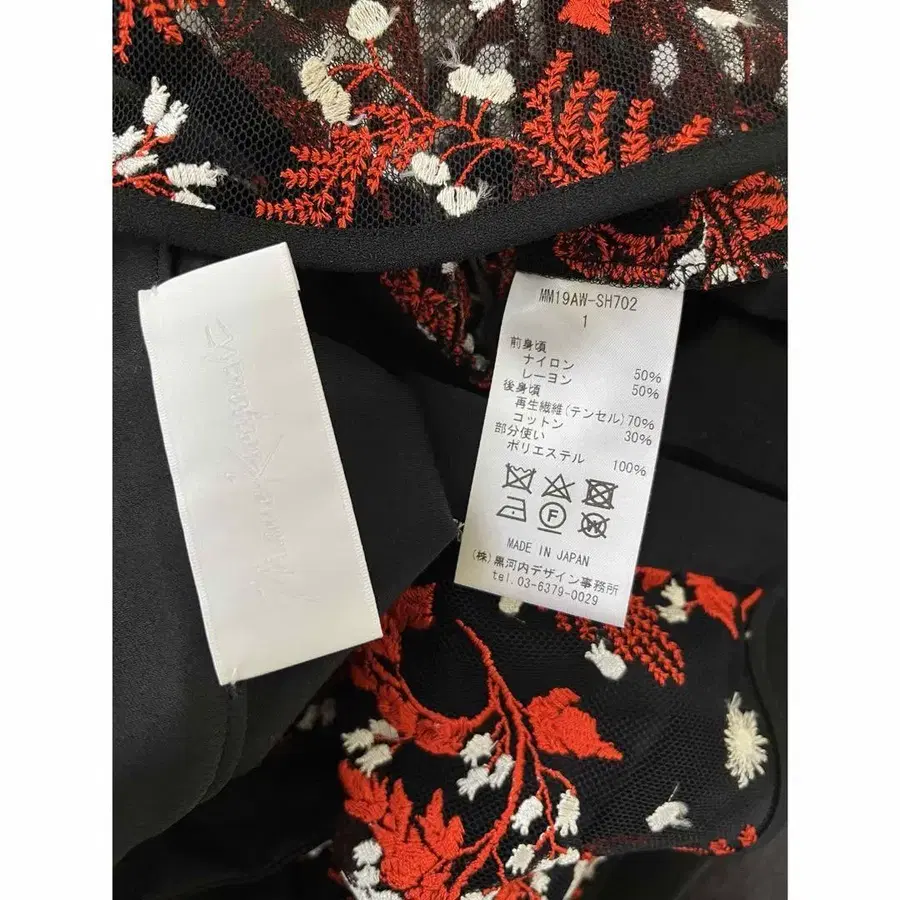 MM19AW-SH702
1
前身頃
ナイロン 50%
レーヨン 50%
後身頃
再生繊維(テンセル)70%
コットン 30%
部分使い
ポリエステル 100%
F
W
MADE IN JAPAN
(株)黒河内デザイン事務所
tel.03-6379-0029